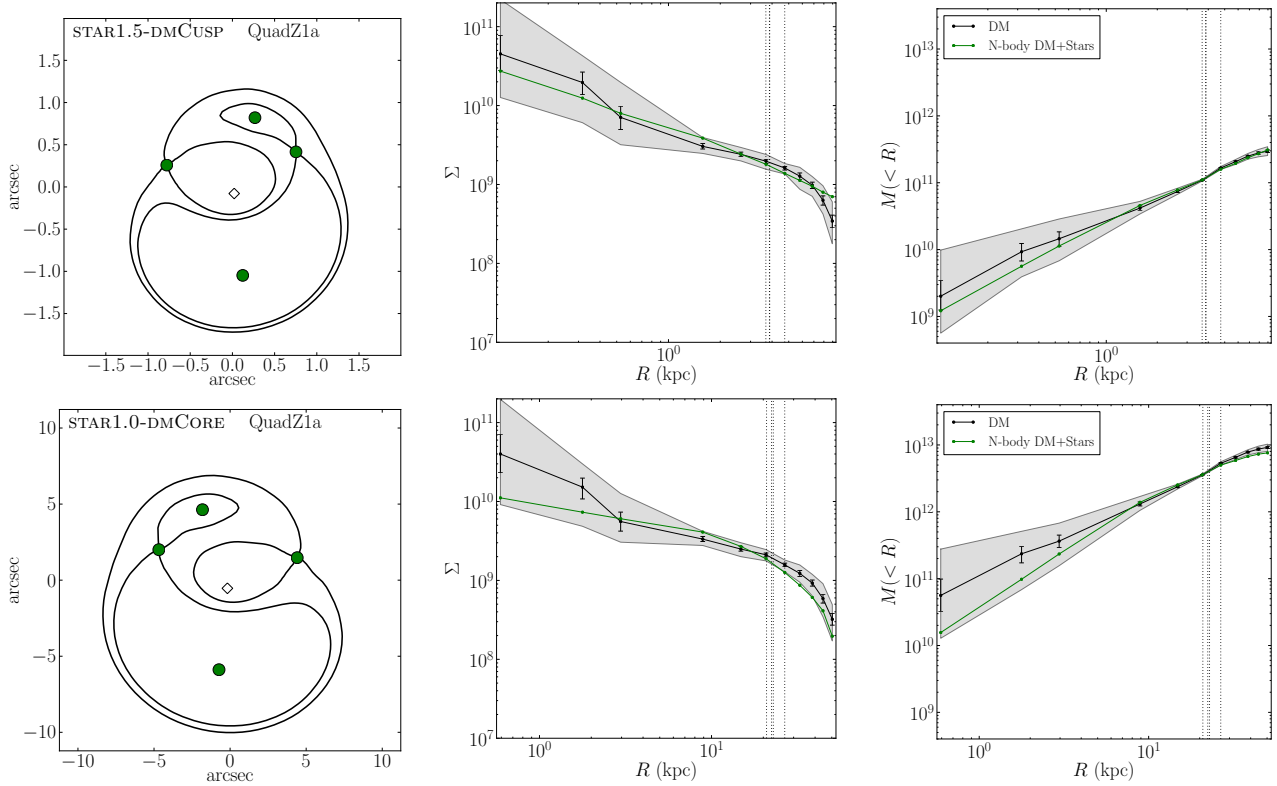 STAR1.5-DMCUSP QuadZ1a
1.5
1.0
0.5
0.0
−0.5
−1.0
−1.5
arcsec
−1.5 −1.0 −0.5 0.0 0.5 1.0 1.5
arcsec
10^11
10^10
10^9
10^8
10^7
Σ
10^0
R (kpc)
DM
N-body DM+Stars
10^13
10^12
10^11
10^10
10^9
M(< R)
10^0
R (kpc)
STAR1.0-DMCORE QuadZ1a
10
5
0
−5
−10
arcsec
−10 −5 0 5 10
arcsec
10^11
10^10
10^9
10^8
10^7
Σ
10^0 10^1
R (kpc)
DM
N-body DM+Stars
10^13
10^12
10^11
10^10
10^9
M(< R)
10^0 10^1
R (kpc)